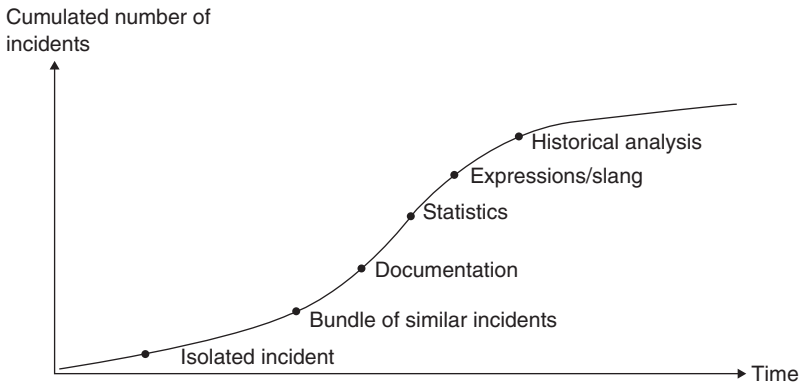 Cumulated number of
incidents
Historical analysis
Expressions/slang
Statistics
Documentation
Bundle of similar incidents
Isolated incident
Time